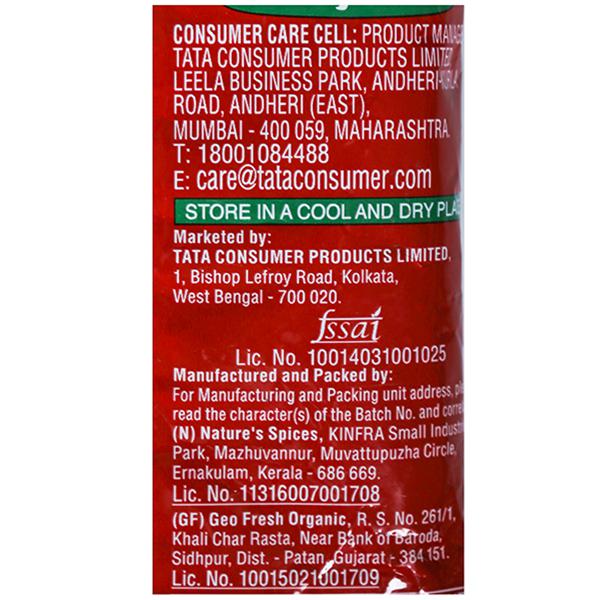 CONSUMER CARE CELL: PRODUCT
TATA CONSUMER PRODUCTS LIMITED
LEELA BUSINESS PARK, ANDHERI-KURLA
ROAD, ANDHERI (EAST),
MUMBAI - 400 059, MAHARASHTRA.
T: 18001084488
E: care@tataconsumer.com
STORE IN A COOL AND DRY
Marketed by:
TATA CONSUMER PRODUCTS LIMITED,
1, Bishop Lefroy Road, Kolkata,
West Bengal - 700 020.
fssai
Lic. No. 10014031001025
Manufactured and Packed by:
For Manufacturing and Packing unit address,
read the character(s) of the Batch No. and
(N) Nature's Spices, KINFRA Small
Park, Mazhuvannur, Muvattupuzha Circle,
Ernakulam, Kerala - 686 669.
Lic. No. 11316007001708
(GF) Geo Fresh Organic, R. S. No. 261/1,
Khali Char Rasta, Near Bank of Baroda,
Sidhpur, Dist. - Patan, Gujarat - 384 151.
Lic. No. 10015021001709